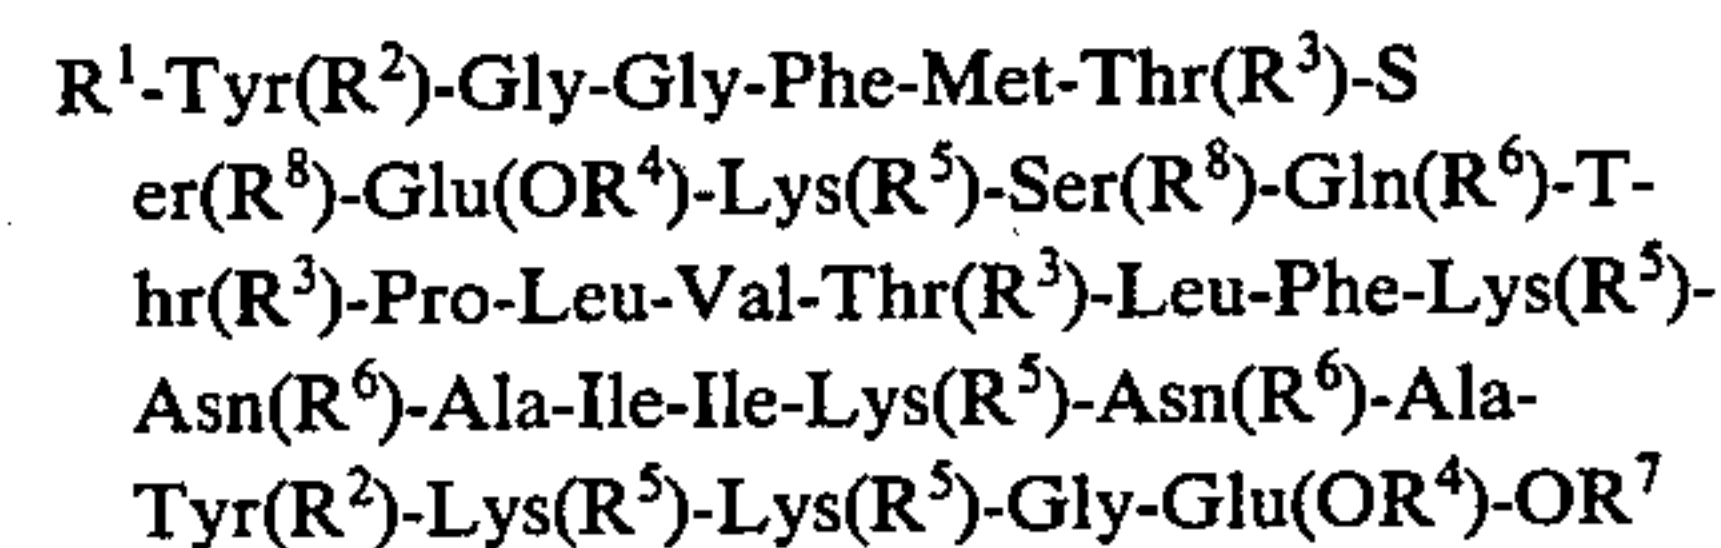 R¹-Tyr(R²)-Gly-Gly-Phe-Met-Thr(R³)-S
er(R⁸)-Glu(OR⁴)-Lys(R⁵)-Ser(R⁸)-Gln(R⁶)-T-
hr(R³)-Pro-Leu-Val-Thr(R³)-Leu-Phe-Lys(R⁵)-
Asn(R⁶)-Ala-Ile-Ile-Lys(R⁵)-Asn(R⁶)-Ala-
Tyr(R²)-Lys(R⁵)-Lys(R⁵)-Gly-Glu(OR⁴)-OR⁷